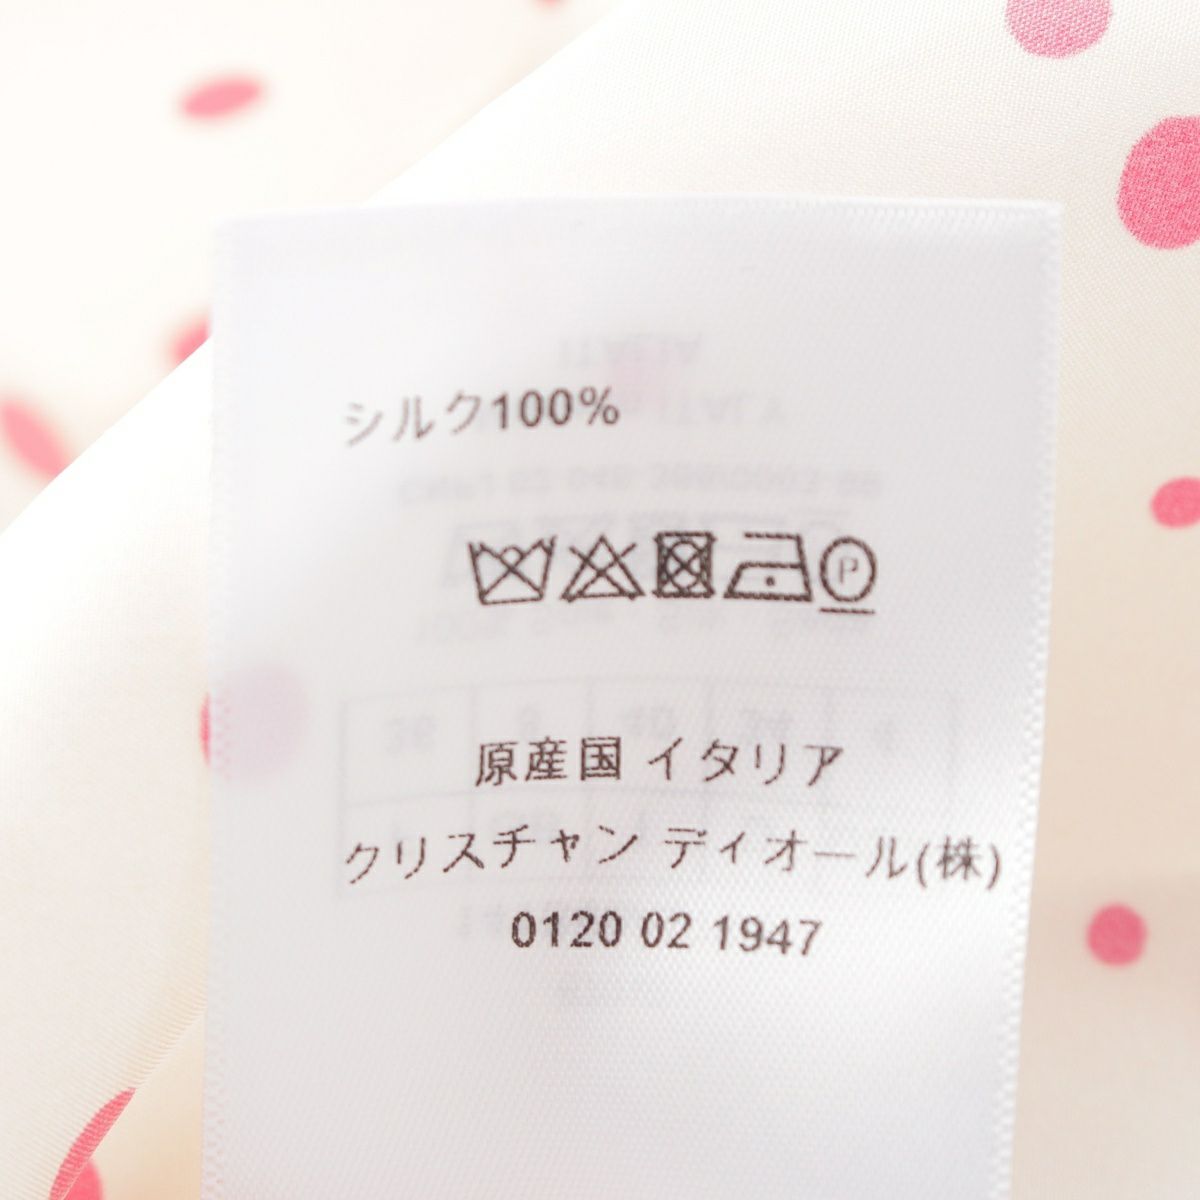 シルク100%
P
原産国 イタリア
クリスチャン ディオール(株)
0120 02 1947